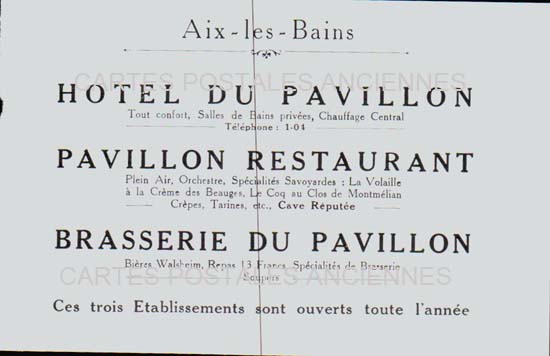 Aix-les-Bains
CARTES POSTALES ANCIENNES
HOTEL DU PAVILLON
Tout confort, Salles de Bains privées, Chauffage Central
Téléphone : 1-04
PAVILLON RESTAURANT
Plein Air, Orchestre, Spécialités Savoyardes : La Volaille
à la Crème des Beauges, Le Coq au Clos de Montmélian
Crèpes, Tarines, etc., Cave Réputée
BRASSERIE DU PAVILLON
Bières Walsheim, Repas 13 Francs, Spécialités de Brasserie
CARTES POSTALES ANCIENNES
Soupers
Ces trois Etablissements sont ouverts toute l'année